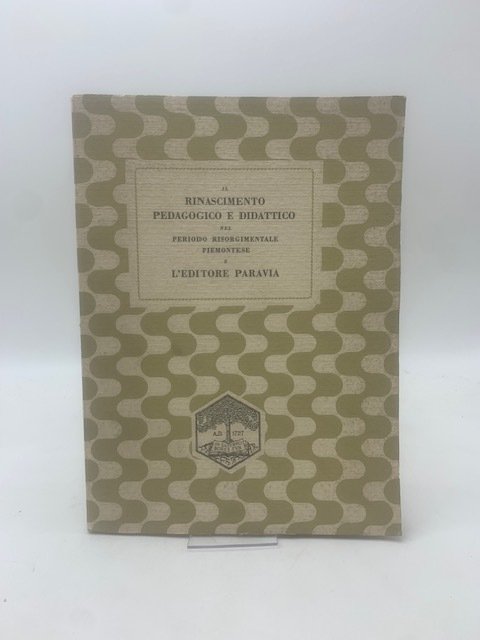 IL
RINASCIMENTO
PEDAGOGICO E DIDATTICO
NEL
PERIODO RISORGIMENTALE
PIEMONTESE
E
L'EDITORE PARAVIA
A.D. 1727